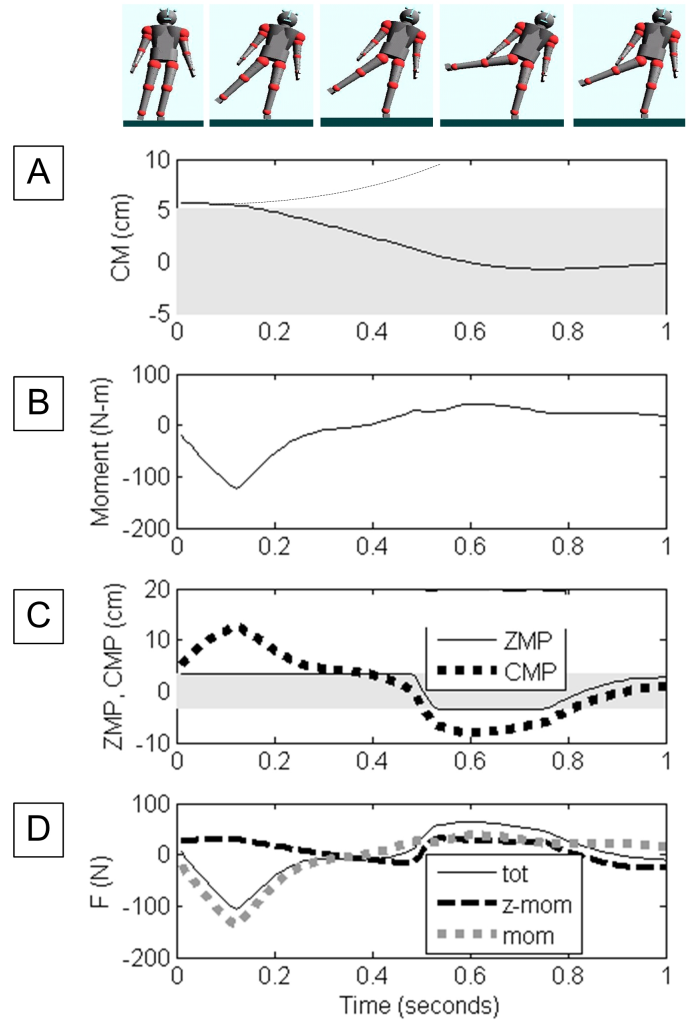 A
CM (cm)
10
5
0
-5
0 0.2 0.4 0.6 0.8 1
B
Moment (N-m)
100
0
-100
-200
0 0.2 0.4 0.6 0.8 1
C
ZMP, CMP (cm)
20
10
0
-10
ZMP
CMP
0 0.2 0.4 0.6 0.8 1
D
F (N)
100
0
-100
-200
tot
z-mom
mom
0 0.2 0.4 0.6 0.8 1
Time (seconds)